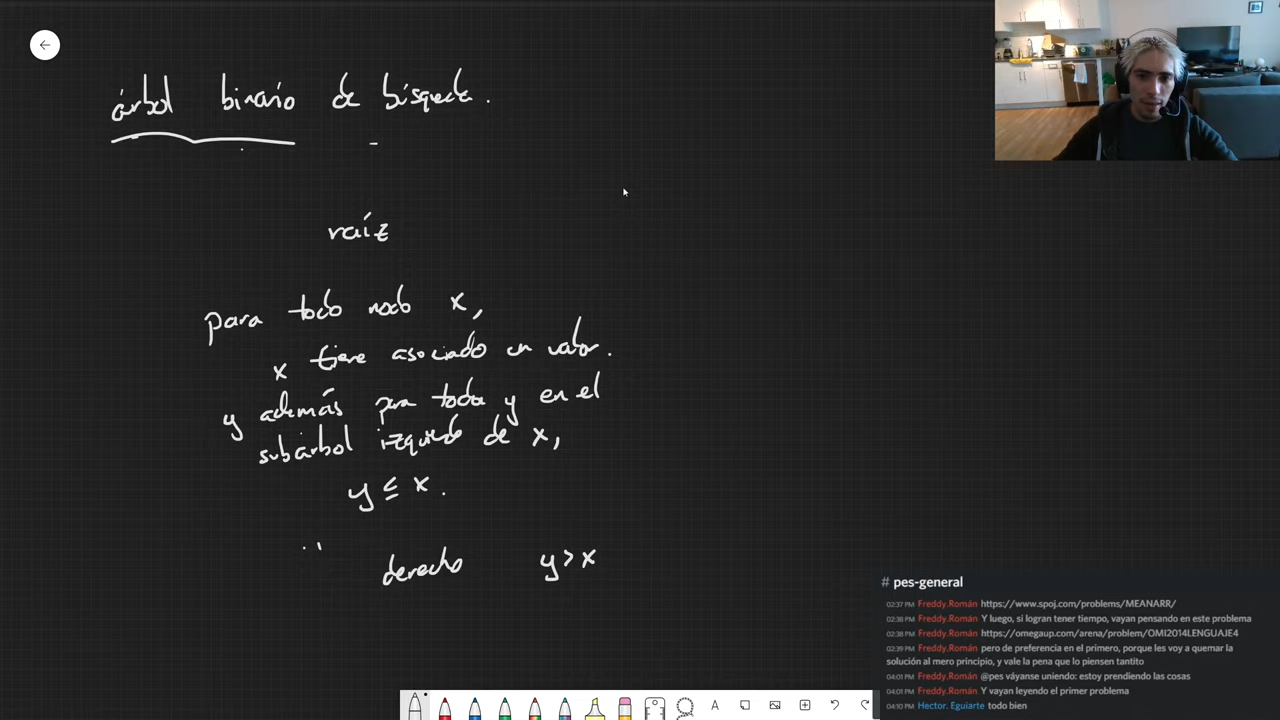 árbol binario de búsqueda.
raíz
para todo nodo x,
x tiene asociado un valor.
y además para todo y en el
subárbol izquierdo de x,
y ≤ x.
" derecho y > x
# pes-general
02:37 PM Freddy.Román https://www.spoj.com/problems/MEANARR/
02:38 PM Freddy.Román Y luego, si logran tener tiempo, vayan pensando en este problema
02:38 PM Freddy.Román https://omegaup.com/arena/problem/OMI2014LENGUAJE4
02:39 PM Freddy.Román pero de preferencia en el primero, porque les voy a quemar la
solución al mero principio, y vale la pena que lo piensen tantito
04:01 PM Freddy.Román @pes váyanse uniendo: estoy prendiendo las cosas
04:01 PM Freddy.Román Y vayan leyendo el primer problema
04:10 PM Hector. Eguiarte todo bien